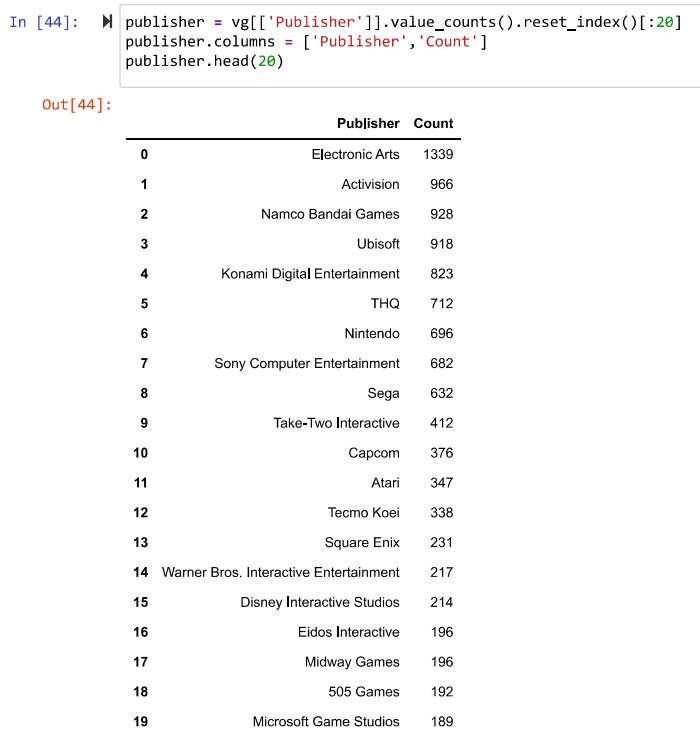 In [44]: publisher = vg[['Publisher']].value_counts().reset_index()[:20]
publisher.columns = ['Publisher','Count']
publisher.head(20)
Out[44]:
Publisher Count
0 Electronic Arts 1339
1 Activision 966
2 Namco Bandai Games 928
3 Ubisoft 918
4 Konami Digital Entertainment 823
5 THQ 712
6 Nintendo 696
7 Sony Computer Entertainment 682
8 Sega 632
9 Take-Two Interactive 412
10 Capcom 376
11 Atari 347
12 Tecmo Koei 338
13 Square Enix 231
14 Warner Bros. Interactive Entertainment 217
15 Disney Interactive Studios 214
16 Eidos Interactive 196
17 Midway Games 196
18 505 Games 192
19 Microsoft Game Studios 189